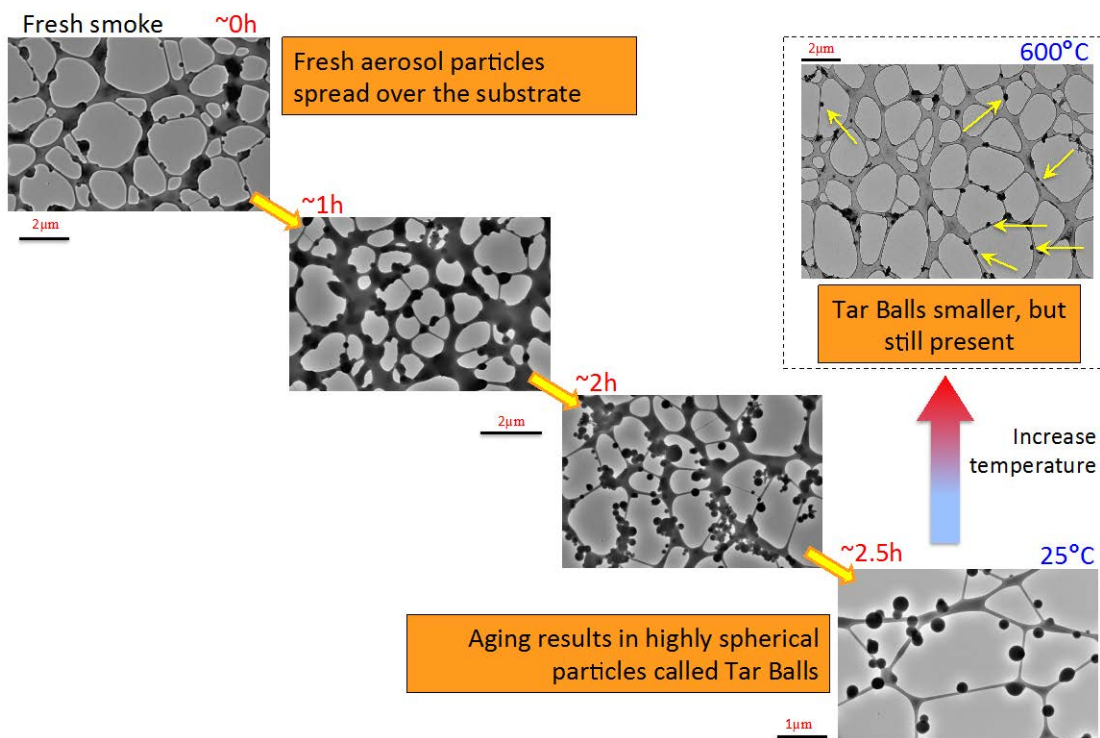 Fresh smoke
~0h
Fresh aerosol particles
spread over the substrate
2μm
600°C
2μm
~1h
2μm
~2h
Tar Balls smaller, but
still present
Increase
temperature
~2.5h
25°C
Aging results in highly spherical
particles called Tar Balls
1μm